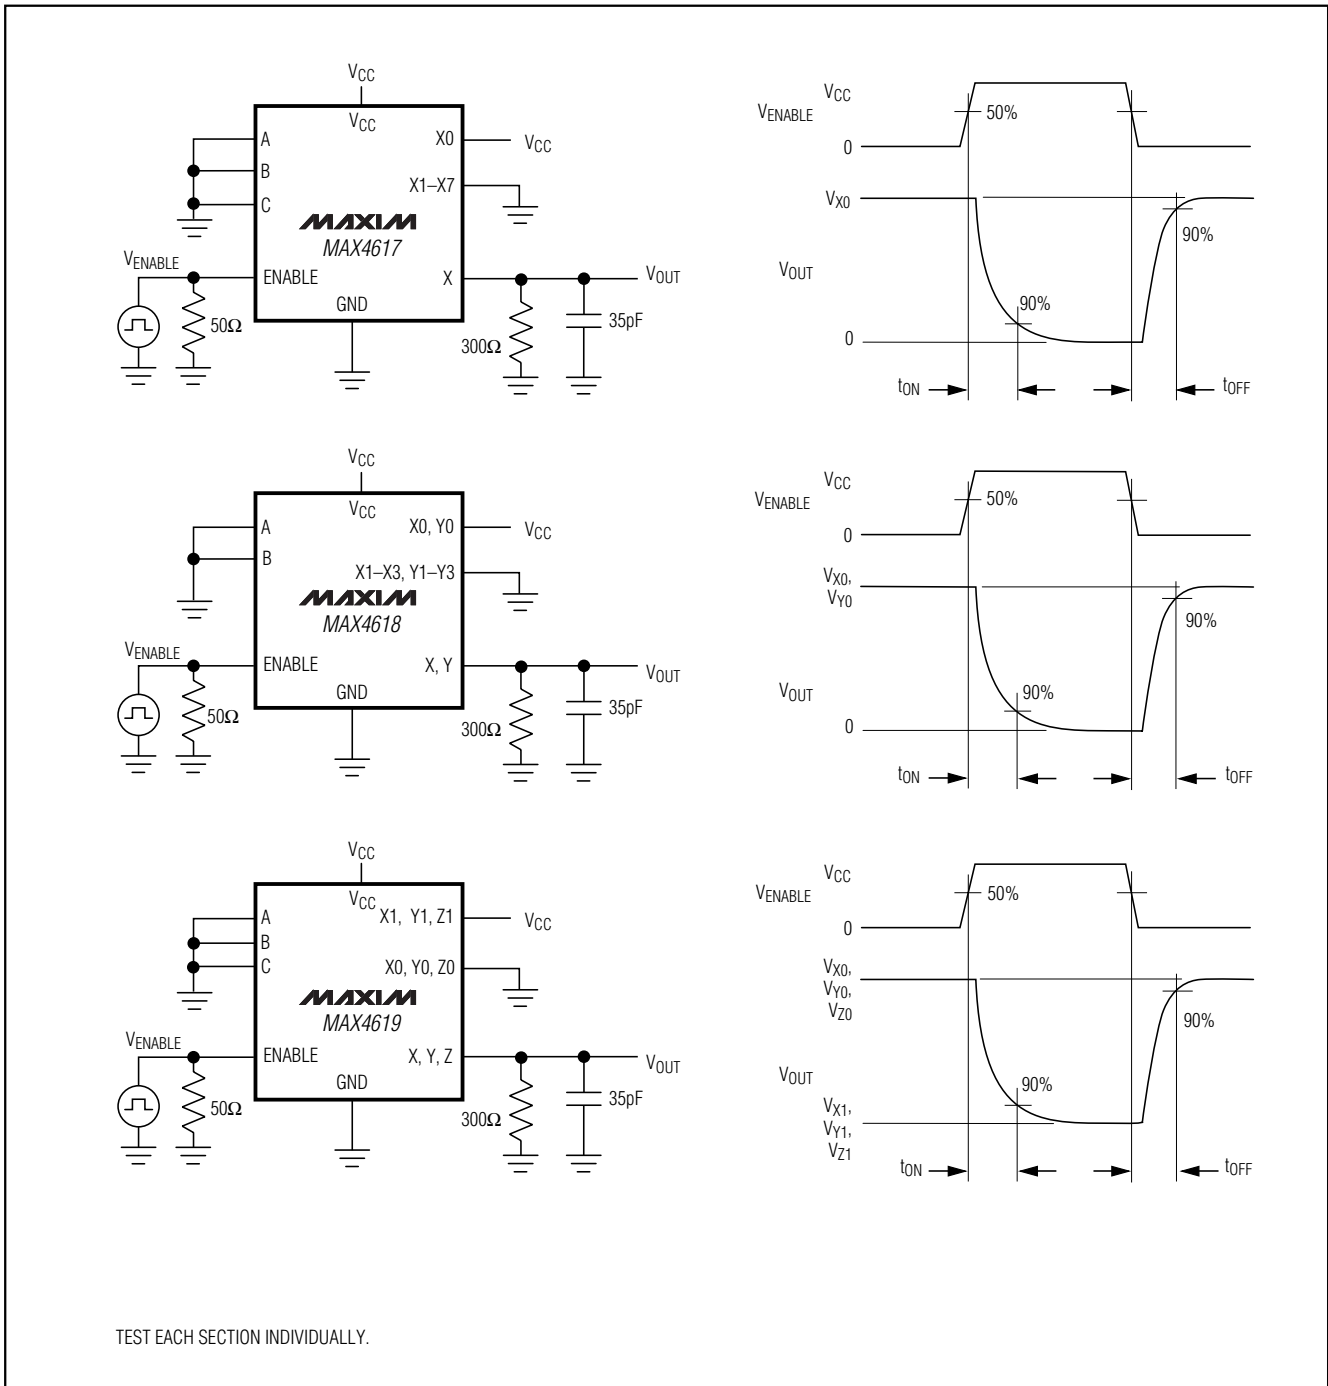 VCC
VCC
A
B
C
X0
VCC
X1–X7
MAXIM
MAX4617
VENABLE
ENABLE
X
VOUT
GND
50Ω
300Ω
35pF
VCC
VENABLE
50%
0
VX0
90%
VOUT
90%
0
tON
tOFF
VCC
VCC
A
B
X0, Y0
VCC
X1–X3, Y1–Y3
MAXIM
MAX4618
VENABLE
ENABLE
X, Y
VOUT
GND
50Ω
300Ω
35pF
VCC
VENABLE
50%
0
VX0,
VY0
90%
VOUT
90%
0
tON
tOFF
VCC
VCC
A
B
C
X1, Y1, Z1
VCC
X0, Y0, Z0
MAXIM
MAX4619
VENABLE
ENABLE
X, Y, Z
VOUT
GND
50Ω
300Ω
35pF
VCC
VENABLE
50%
0
VX0,
VY0,
VZ0
90%
VOUT
90%
VX1,
VY1,
VZ1
tON
tOFF
TEST EACH SECTION INDIVIDUALLY.